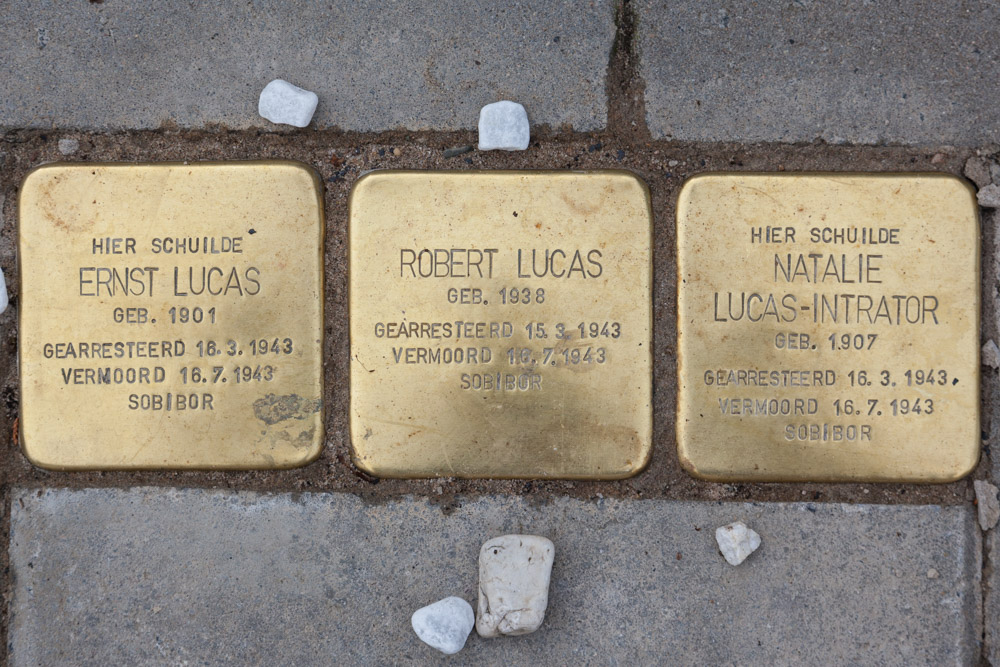 HIER SCHUILDE
ERNST LUCAS
GEB. 1901
GEARRESTEERD 16.3.1943
VERMOORD 16.7.1943
SOBIBOR
ROBERT LUCAS
GEB. 1938
GEARRESTEERD 15.3.1943
VERMOORD 16.7.1943
SOBIBOR
HIER SCHUILDE
NATALIE
LUCAS-INTRATOR
GEB. 1907
GEARRESTEERD 16.3.1943
VERMOORD 16.7.1943
SOBIBOR